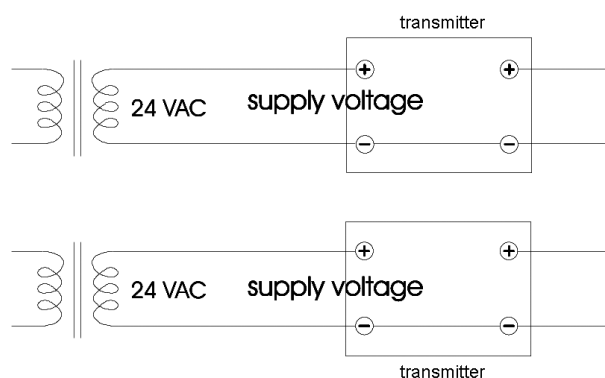 transmitter
24 VAC supply voltage
+ +
- -
24 VAC supply voltage
+ +
- -
transmitter